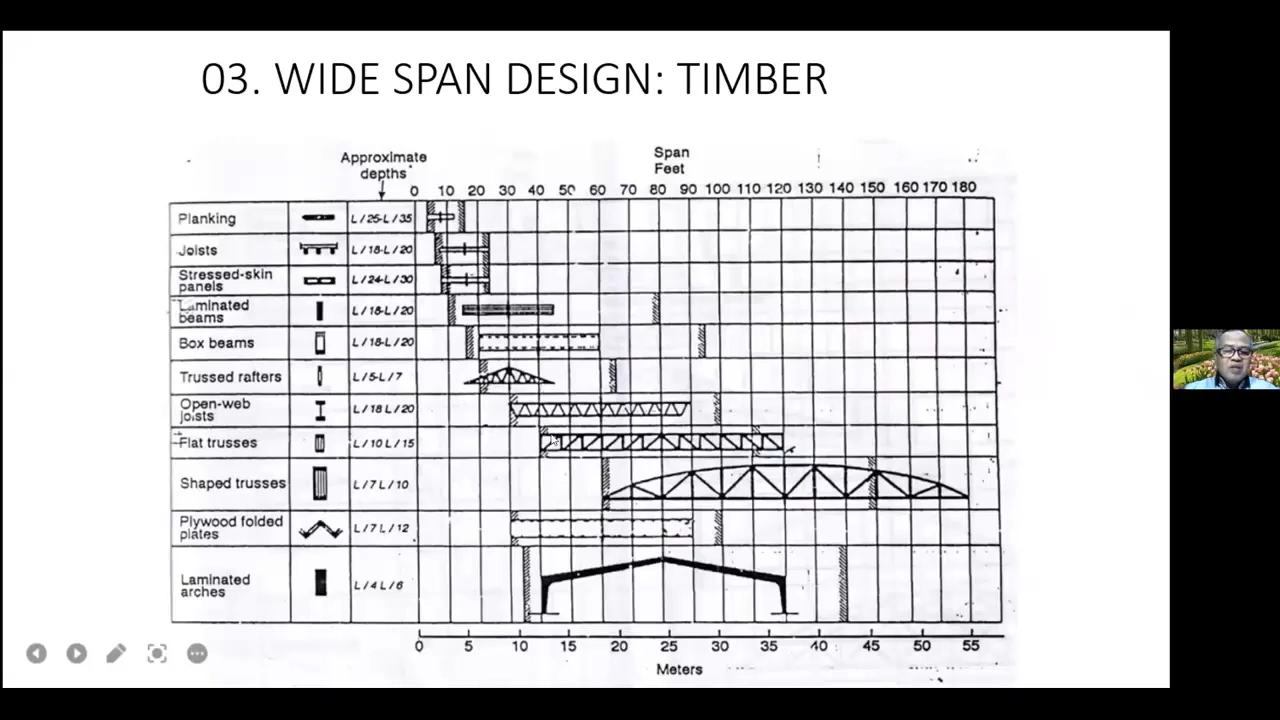 03. WIDE SPAN DESIGN: TIMBER
Approximate
depths
Span
Feet
0 10 20 30 40 50 60 70 80 90 100 110 120 130 140 150 160 170 180
Planking L/25-L/35
Joists L/18-L/20
Stressed-skin
panels L/24-L/30
Laminated
beams L/18-L/20
Box beams L/18-L/20
Trussed rafters L/5-L/7
Open-web
joists L/18 L/20
Flat trusses L/10 L/15
Shaped trusses L/7 L/10
Plywood folded
plates L/7 L/12
Laminated
arches L/4 L/6
0 5 10 15 20 25 30 35 40 45 50 55
Meters